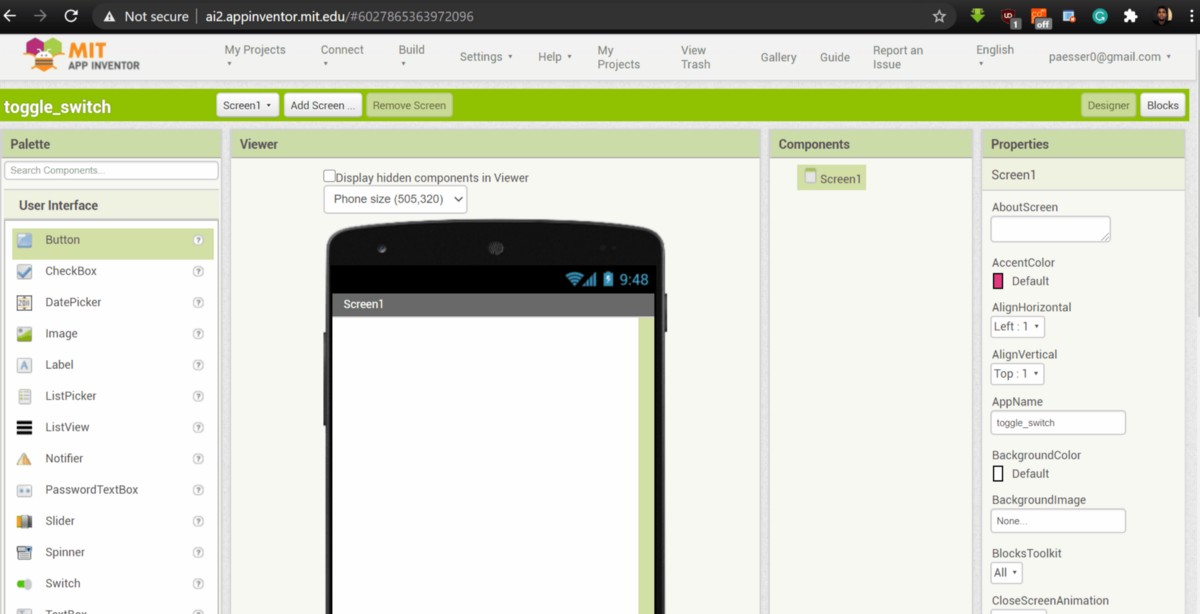 Not secure | ai2.appinventor.mit.edu/#6027865363972096
1
off
MIT
APP INVENTOR
My Projects
Connect
Build
Settings
Help
My Projects
View Trash
Gallery
Guide
Report an Issue
English
paesser0@gmail.com
toggle_switch
Screen1
Add Screen ...
Remove Screen
Designer
Blocks
Palette
Search Components...
User Interface
Button ?
CheckBox ?
DatePicker ?
Image ?
Label ?
ListPicker ?
ListView ?
Notifier ?
PasswordTextBox ?
Slider ?
Spinner ?
Switch ?
TextBox
Viewer
Display hidden components in Viewer
Phone size (505,320)
9:48
Screen1
Components
Screen1
Properties
Screen1
AboutScreen
AccentColor
Default
AlignHorizontal
Left : 1
AlignVertical
Top : 1
AppName
toggle_switch
BackgroundColor
Default
BackgroundImage
None...
BlocksToolkit
All
CloseScreenAnimation